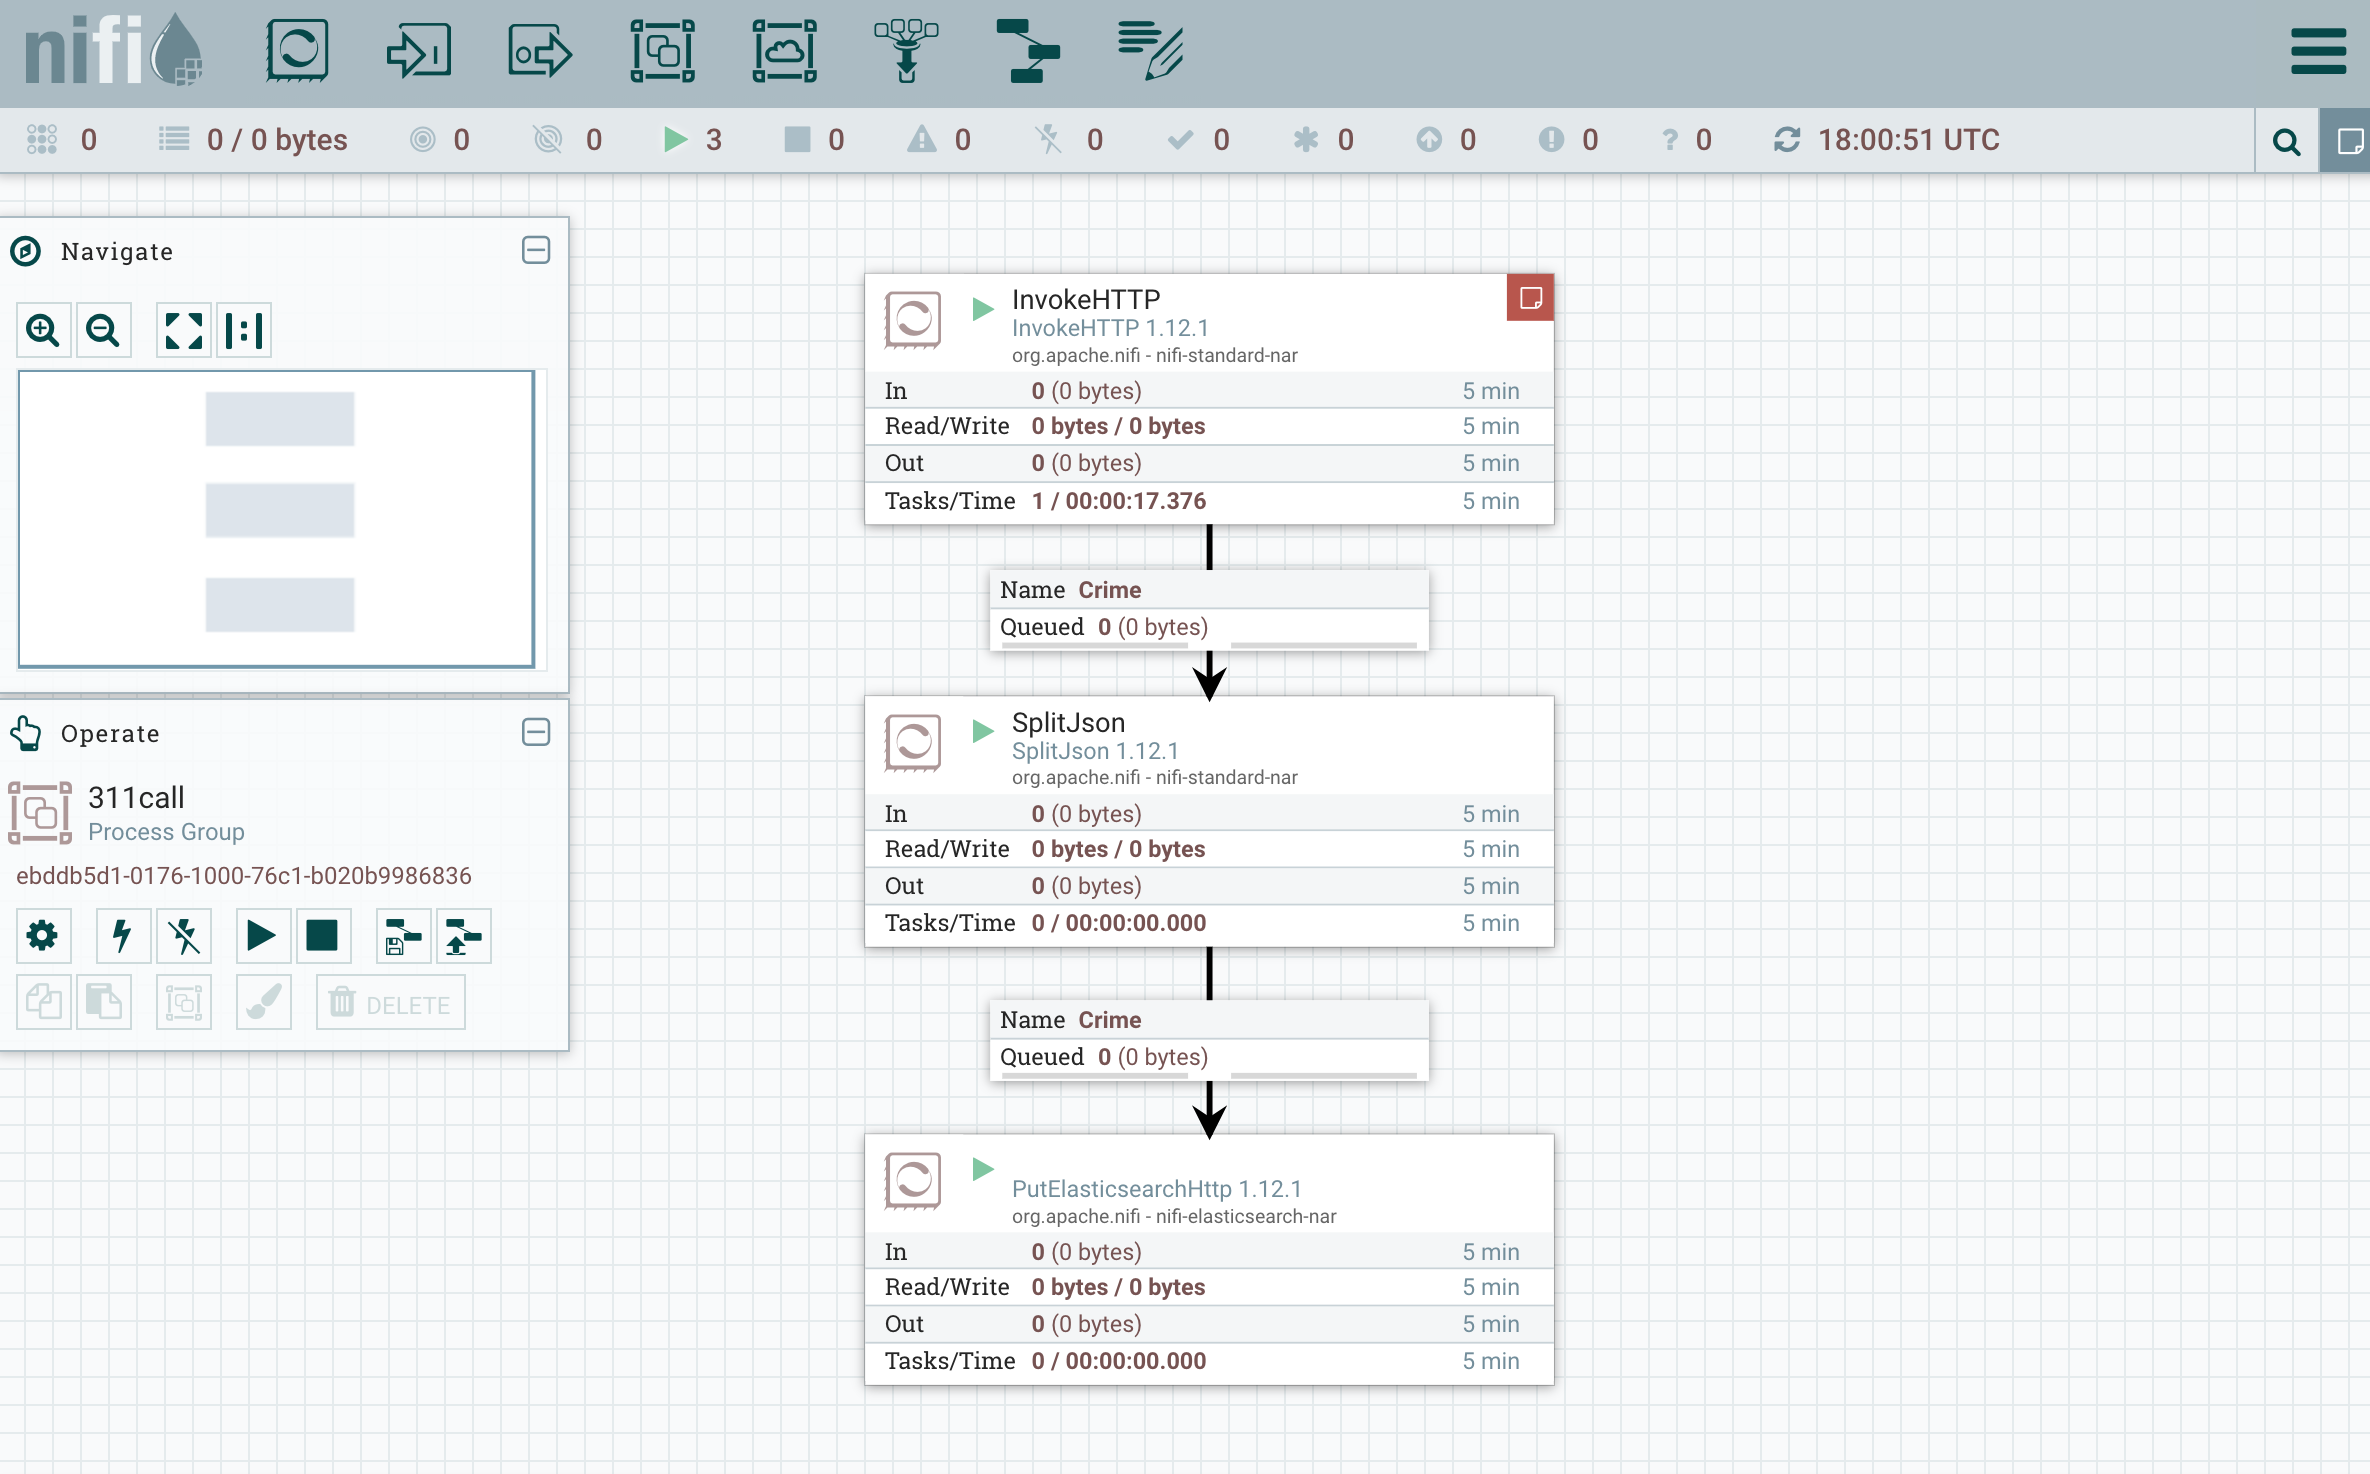 nifi
0 0 / 0 bytes 0 0 3 0 0 0 0 0 0 0 ? 0 18:00:51 UTC
Navigate
Operate
311call
Process Group
ebddb5d1-0176-1000-76c1-b020b9986836
DELETE
InvokeHTTP
InvokeHTTP 1.12.1
org.apache.nifi - nifi-standard-nar
In 0 (0 bytes) 5 min
Read/Write 0 bytes / 0 bytes 5 min
Out 0 (0 bytes) 5 min
Tasks/Time 1 / 00:00:17.376 5 min
Name Crime
Queued 0 (0 bytes)
SplitJson
SplitJson 1.12.1
org.apache.nifi - nifi-standard-nar
In 0 (0 bytes) 5 min
Read/Write 0 bytes / 0 bytes 5 min
Out 0 (0 bytes) 5 min
Tasks/Time 0 / 00:00:00.000 5 min
Name Crime
Queued 0 (0 bytes)
PutElasticsearchHttp 1.12.1
org.apache.nifi - nifi-elasticsearch-nar
In 0 (0 bytes) 5 min
Read/Write 0 bytes / 0 bytes 5 min
Out 0 (0 bytes) 5 min
Tasks/Time 0 / 00:00:00.000 5 min